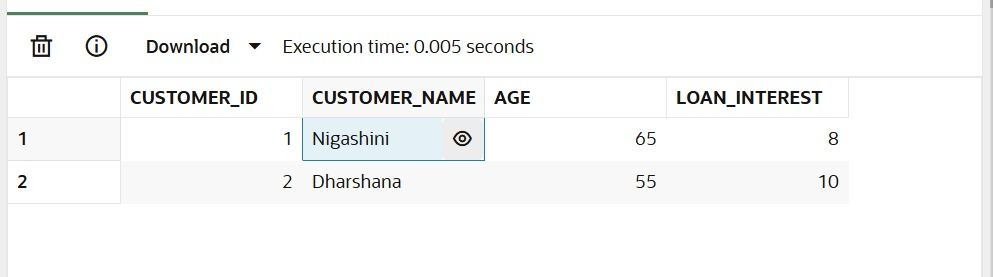 Download Execution time: 0.005 seconds
CUSTOMER_ID CUSTOMER_NAME AGE LOAN_INTEREST
1 1 Nigashini 65 8
2 2 Dharshana 55 10